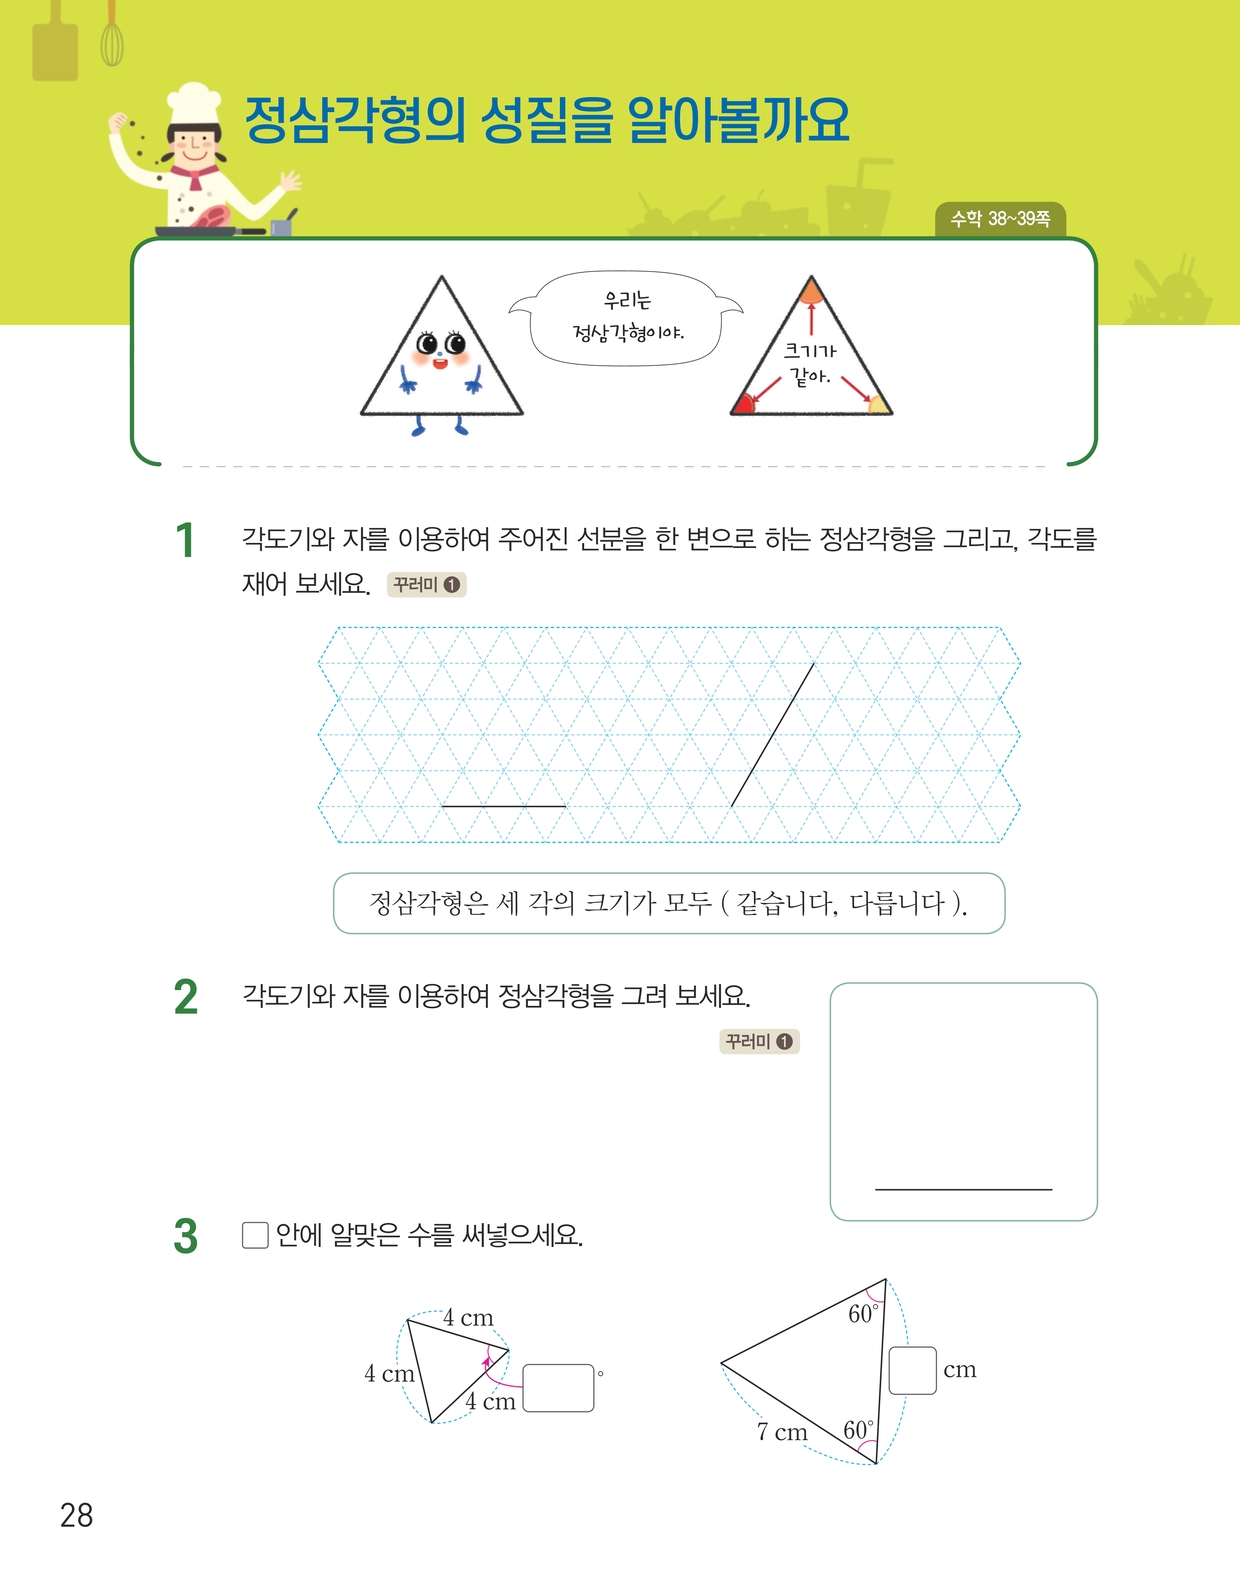 정삼각형의 성질을 알아볼까요
수학 38~39쪽
우리는
정삼각형이야.
크기가
같아.
1 각도기와 자를 이용하여 주어진 선분을 한 변으로 하는 정삼각형을 그리고, 각도를
재어 보세요. 꾸러미 ❶
정삼각형은 세 각의 크기가 모두 ( 같습니다, 다릅니다 ).
2 각도기와 자를 이용하여 정삼각형을 그려 보세요.
꾸러미 ❶
3 □ 안에 알맞은 수를 써넣으세요.
4 cm
4 cm
4 cm
°
60°
cm
7 cm
60°
28